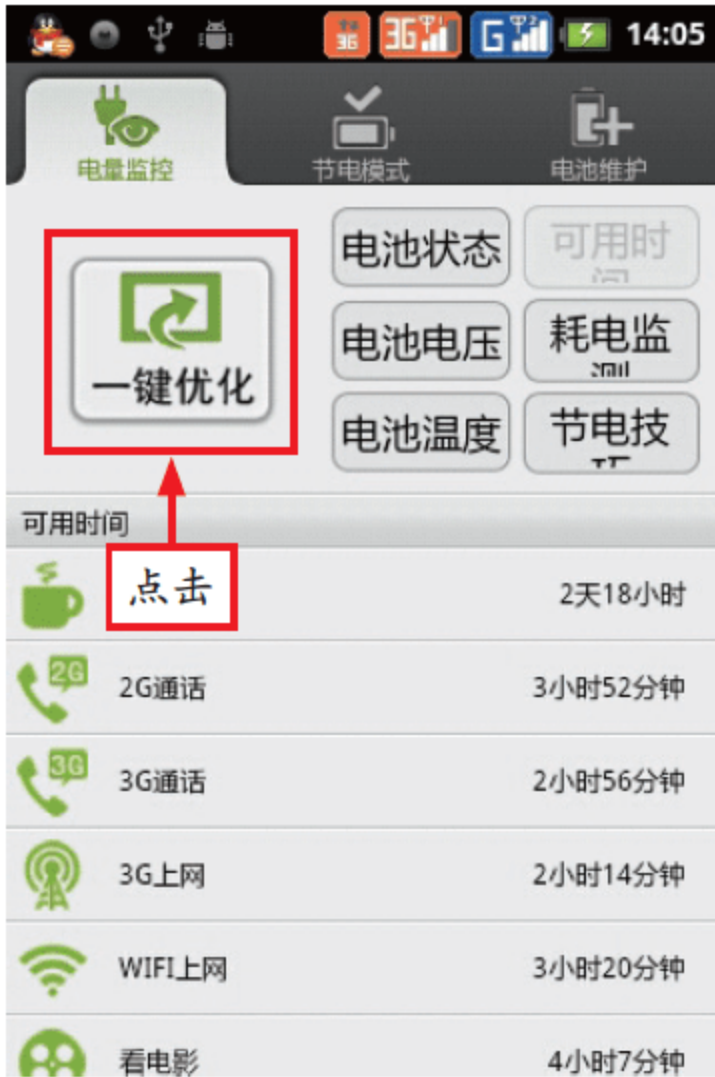 3G
3G 1
G 2
14:05
电量监控
节电模式
电池维护
一键优化
电池状态
可用时
间
电池电压
耗电监
电池温度
节电技
可用时间
点击
2天18小时
2G
2G通话
3小时52分钟
3G
3G通话
2小时56分钟
3G上网
2小时14分钟
WIFI上网
3小时20分钟
看电影
4小时7分钟